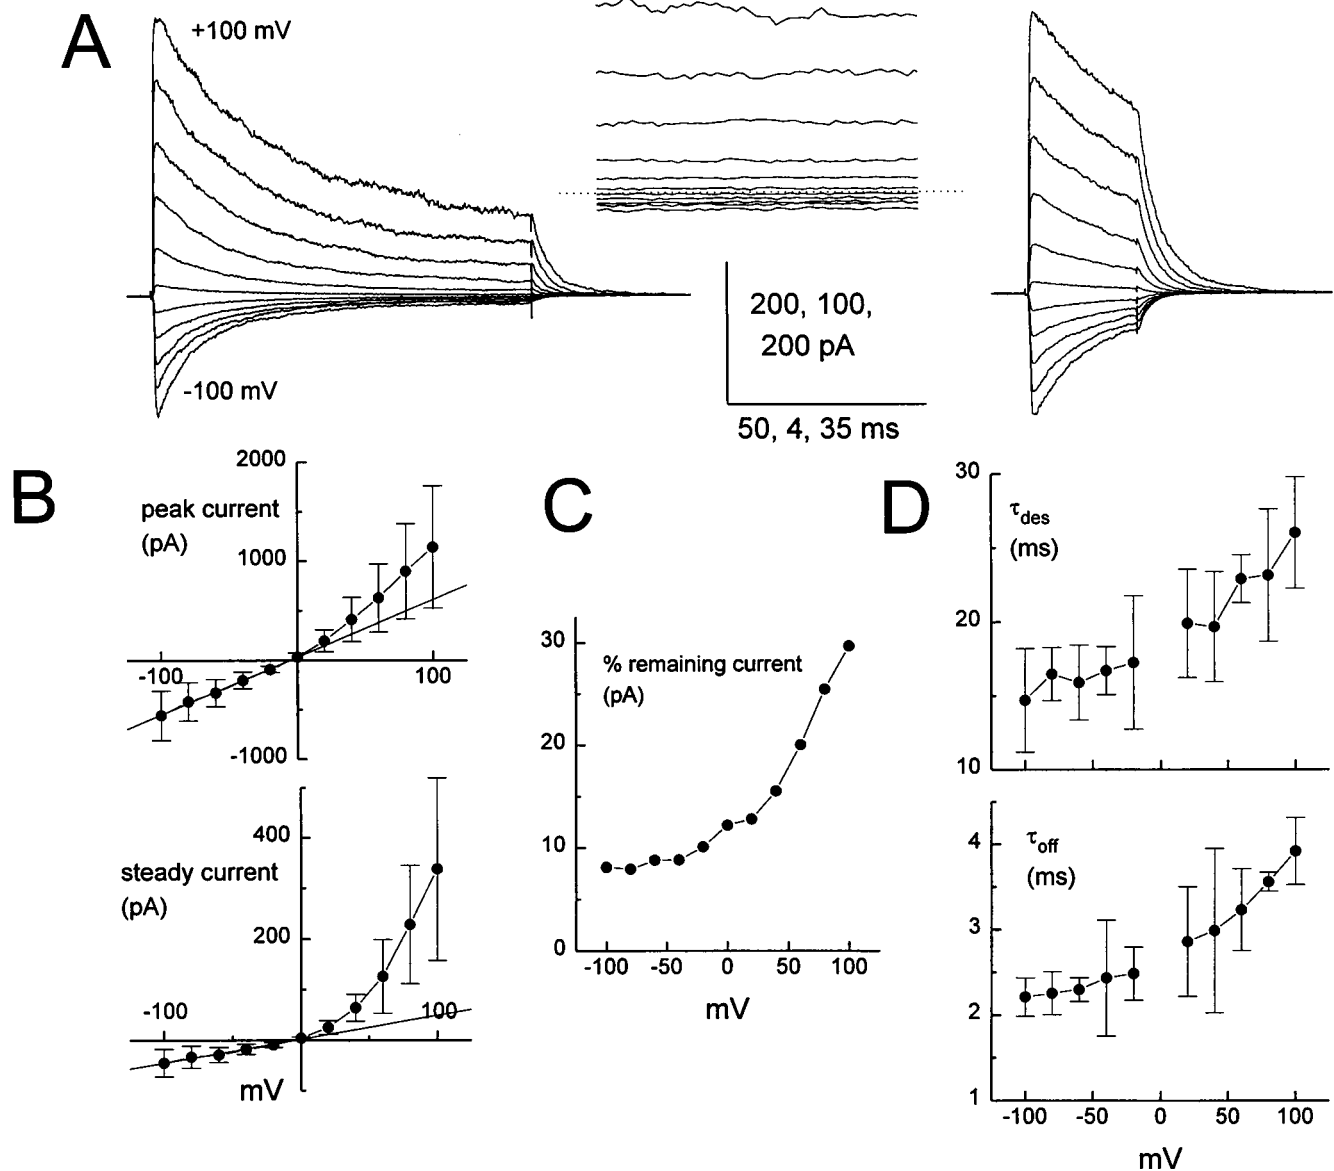 A
+100 mV
-100 mV
200, 100,
200 pA
50, 4, 35 ms
B
2000
peak current
(pA)
1000
-100
100
-1000
400
steady current
(pA)
200
-100
100
mV
C
30
% remaining current
(pA)
20
10
0
-100 -50 0 50 100
mV
D
30
τdes
(ms)
20
10
4
τoff
(ms)
3
2
1
-100 -50 0 50 100
mV